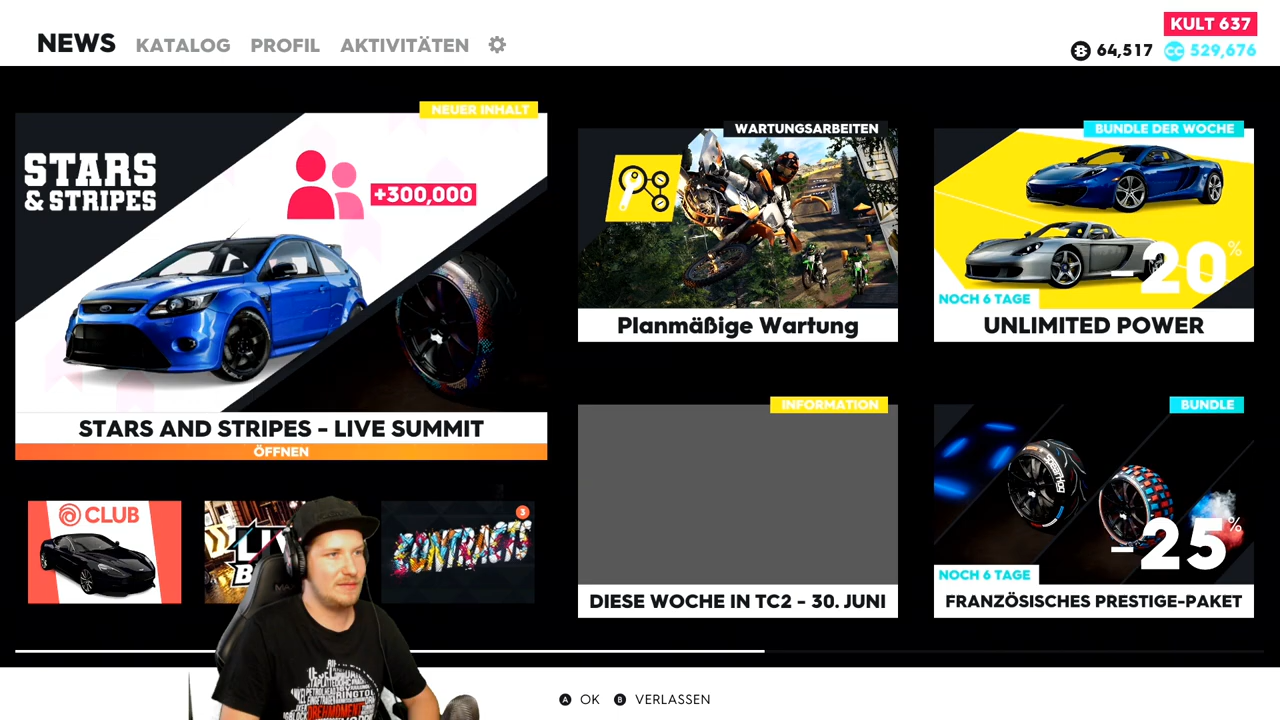 NEWS KATALOG PROFIL AKTIVITÄTEN
KULT 637
64,517 CC 529,676
NEUER INHALT
STARS
& STRIPES
+300,000
STARS AND STRIPES - LIVE SUMMIT
ÖFFNEN
CLUB
3
WARTUNGSARBEITEN
Planmäßige Wartung
BUNDLE DER WOCHE
-20%
NOCH 6 TAGE
UNLIMITED POWER
INFORMATION
DIESE WOCHE IN TC2 - 30. JUNI
BUNDLE
-25%
NOCH 6 TAGE
FRANZÖSISCHES PRESTIGE-PAKET
A OK B VERLASSEN